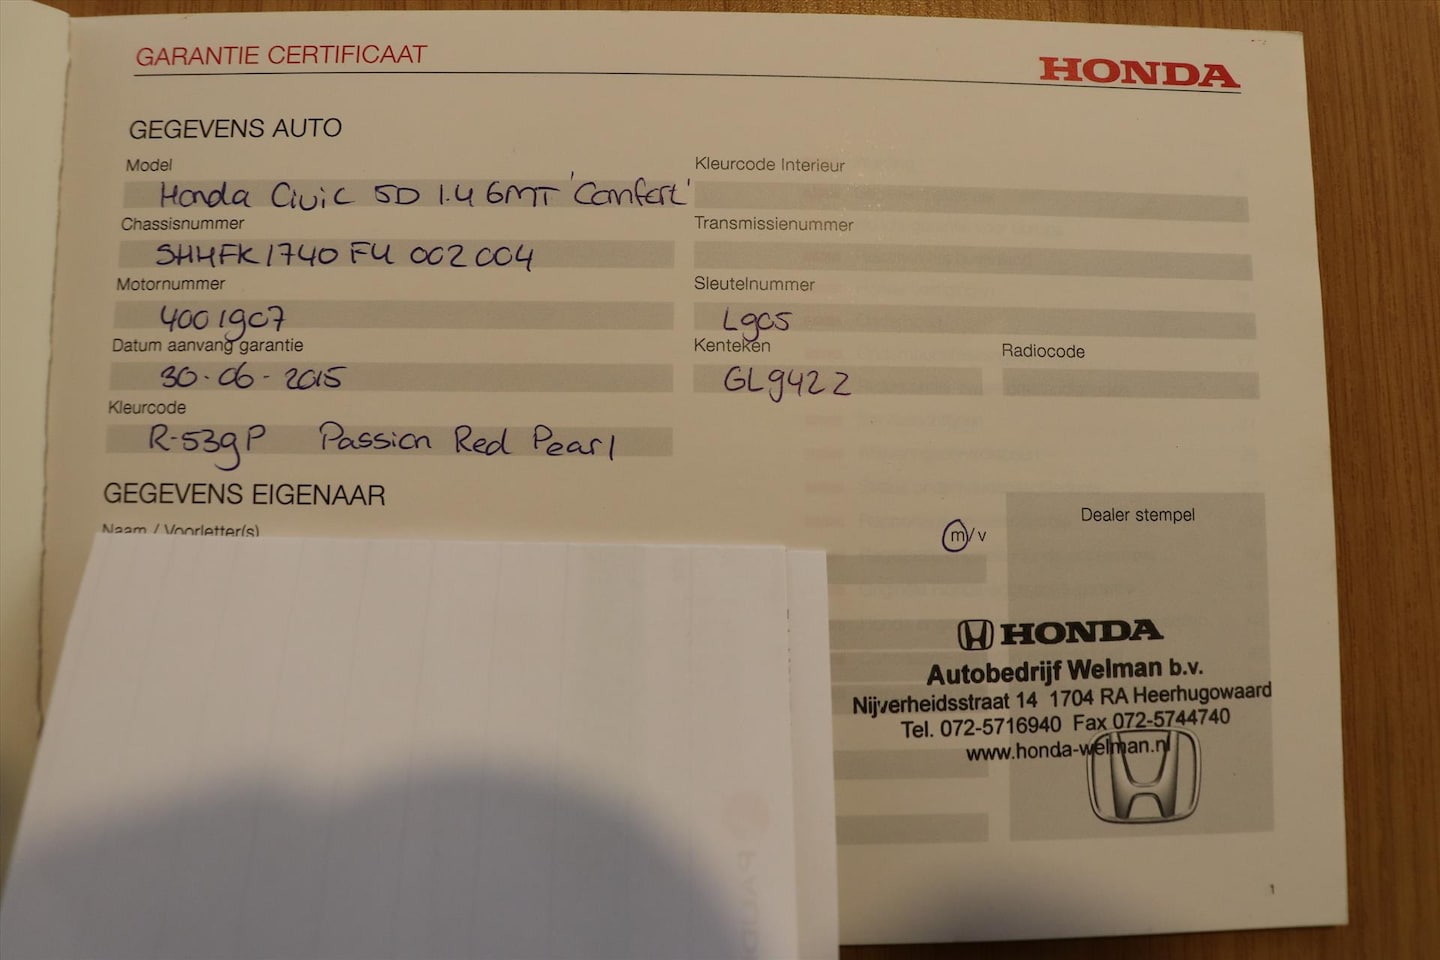 GARANTIE CERTIFICAAT
HONDA
GEGEVENS AUTO
Model
Honda Civic 5D 1.4 6MT 'Comfort'
Kleurcode Interieur
Chassisnummer
SHHFK1740FU002004
Transmissienummer
Motornummer
4001907
Sleutelnummer
L905
Datum aanvang garantie
30-06-2015
Kenteken
GL9422
Radiocode
Kleurcode
R-539P Passion Red Pearl
GEGEVENS EIGENAAR
Naam / Voorletter(s)
m/v
Dealer stempel
HONDA
Autobedrijf Welman b.v.
Nijverheidsstraat 14 1704 RA Heerhugowaard
Tel. 072-5716940 Fax 072-5744740
www.honda-welman.nl
1